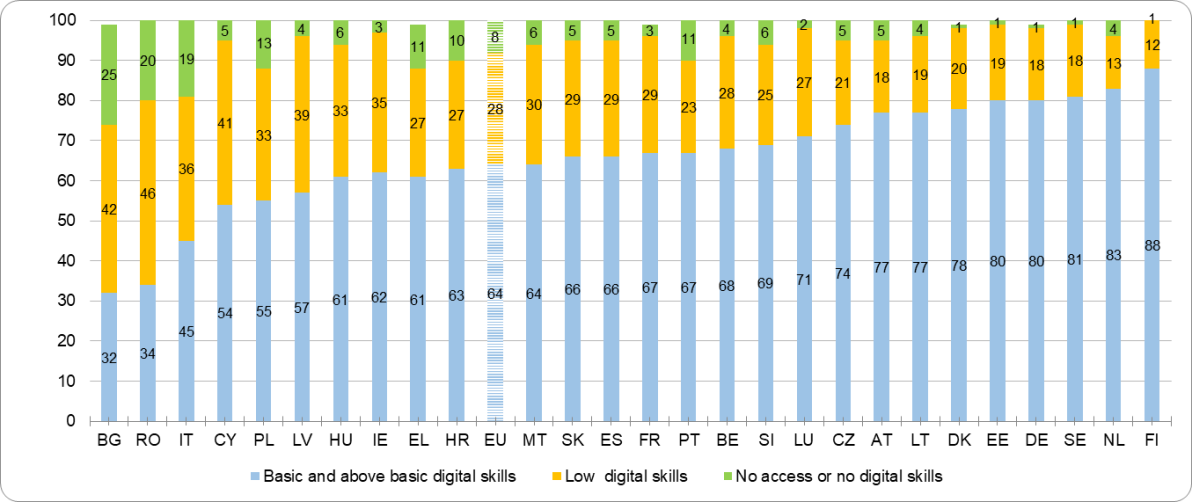 100
90
80
70
60
50
40
30
20
10
0
25 20 19 5 13 4 6 3 11 10 8 6 5 5 3 11 4 6 2 5 5 4 1 1 1 1 4 1
42 46 36 41 33 39 33 35 27 27 28 30 29 29 29 23 28 25 27 21 18 19 20 19 18 18 13 12
32 34 45 54 55 57 61 62 61 63 64 64 66 66 67 67 68 69 71 74 77 77 78 80 80 81 83 88
BG RO IT CY PL LV HU IE EL HR EU MT SK ES FR PT BE SI LU CZ AT LT DK EE DE SE NL FI
Basic and above basic digital skills Low digital skills No access or no digital skills